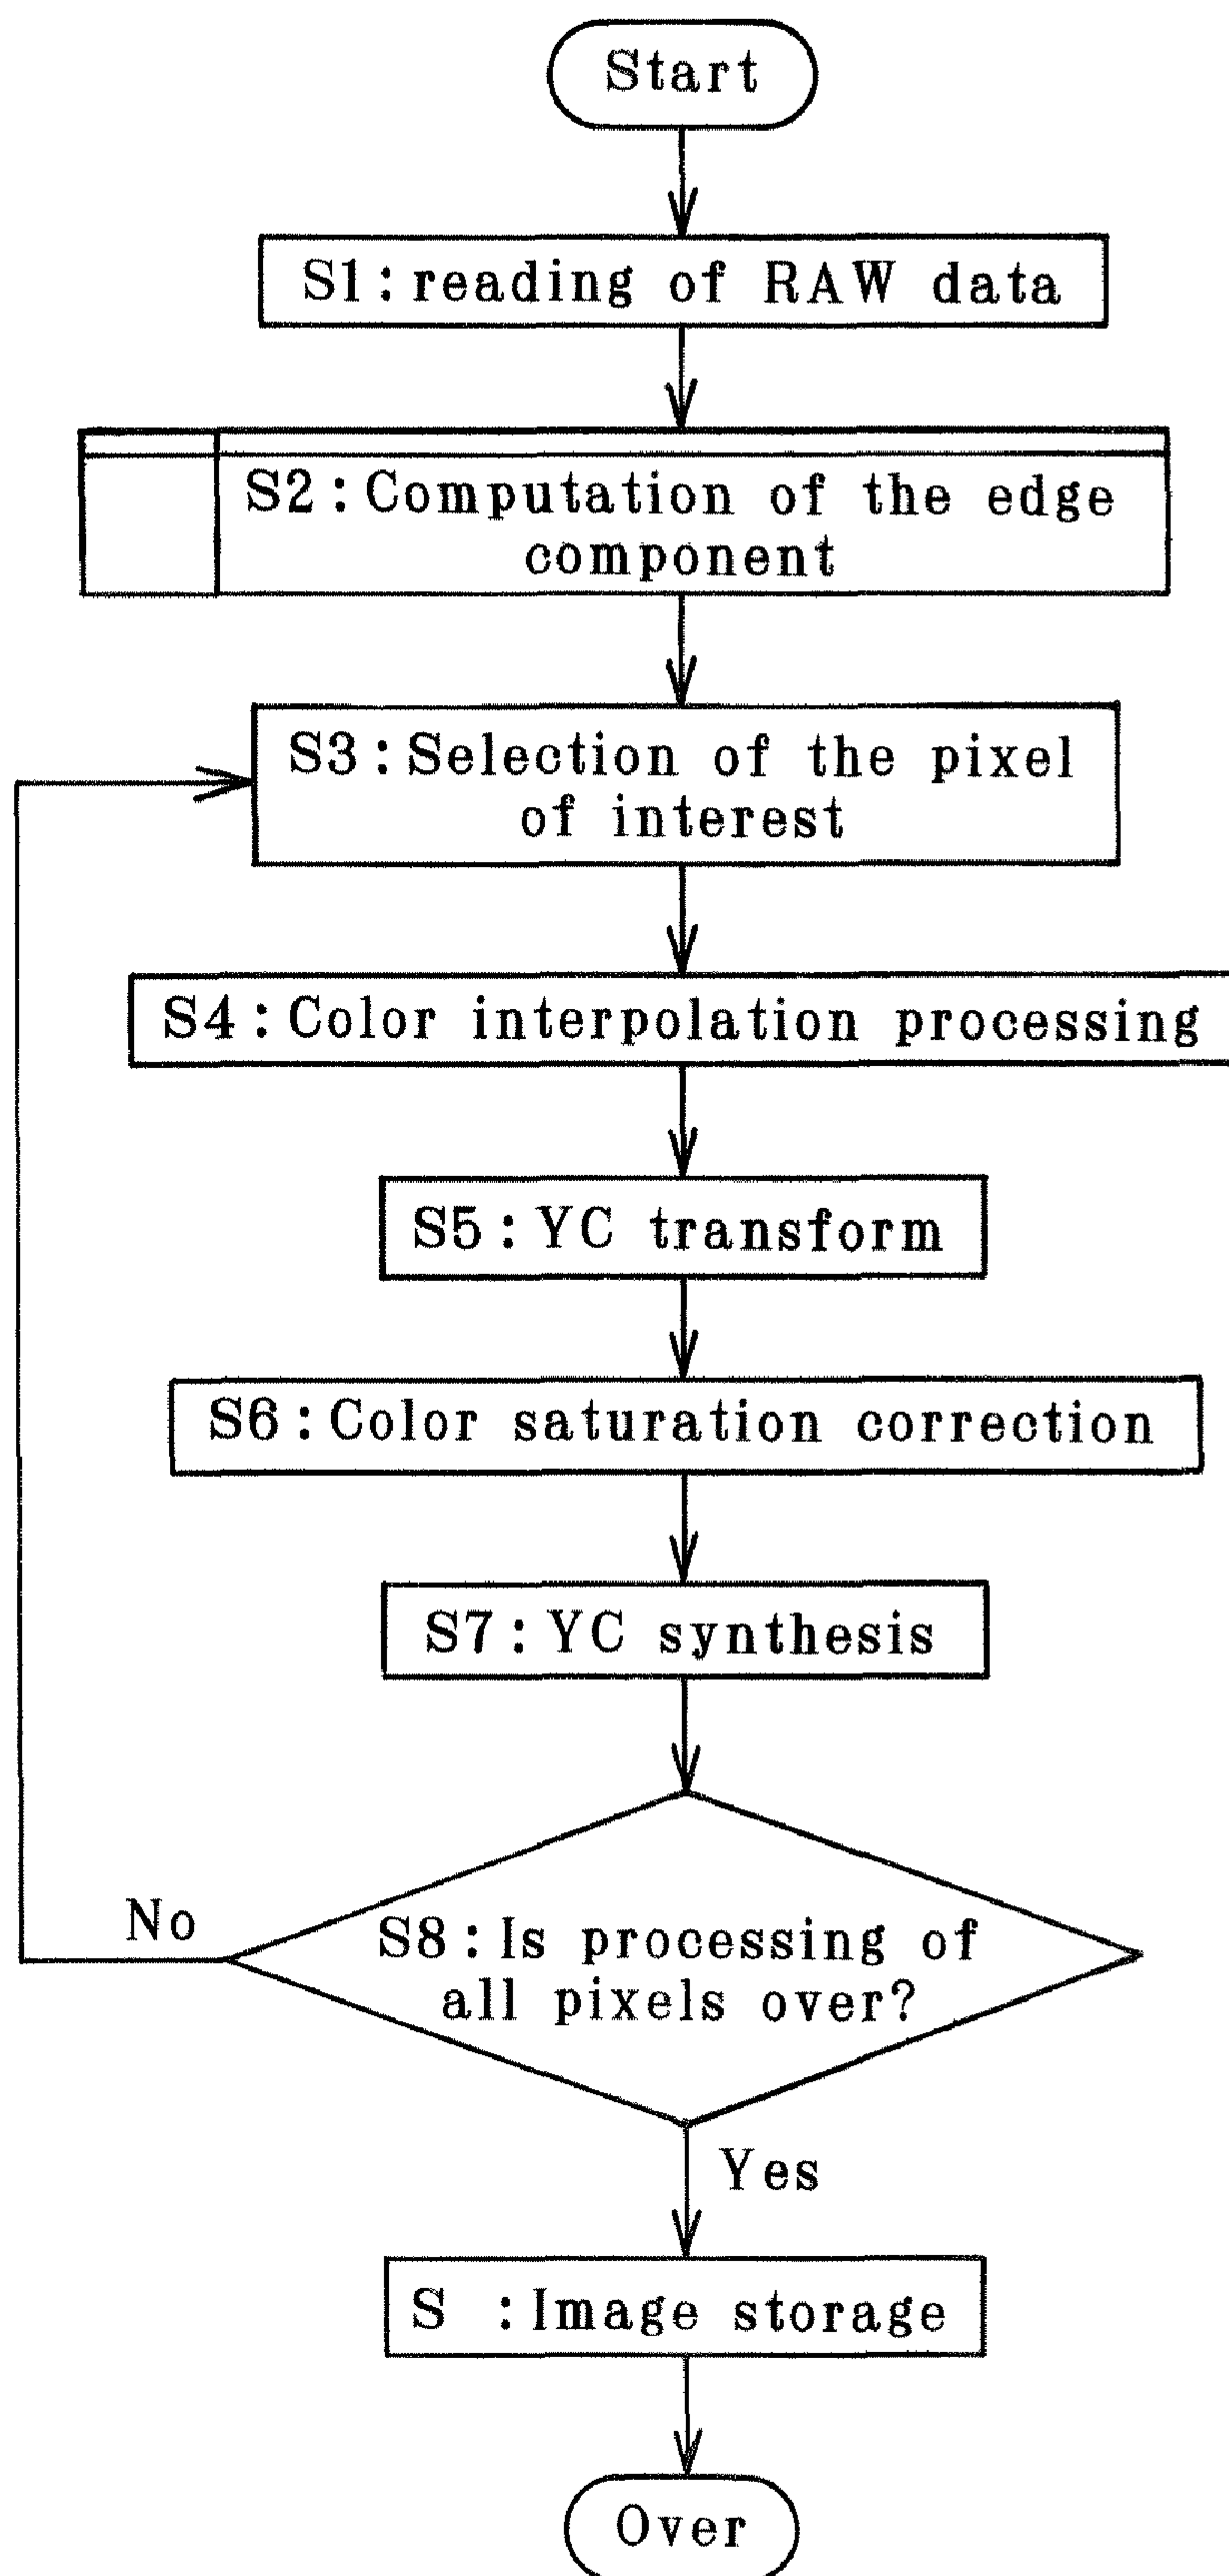 Start
S1:reading of RAW data
S2:Computation of the edge
component
S3:Selection of the pixel
of interest
S4:Color interpolation processing
S5:YC transform
S6:Color saturation correction
S7:YC synthesis
No
S8:Is processing of
all pixels over?
Yes
S :Image storage
Over